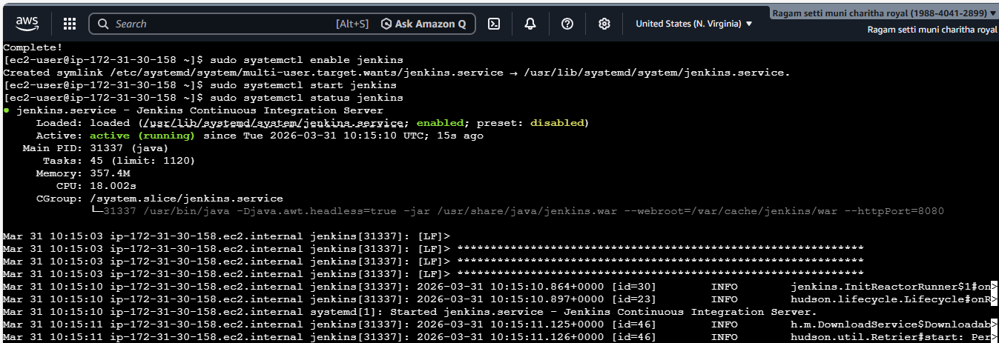 aws
Search [Alt+S] Ask Amazon Q United States (N. Virginia) ▼ Ragam setti muni charitha royal (1988-4041-2899) ▼
Ragam setti muni charitha royal
Complete!
[ec2-user@ip-172-31-30-158 ~]$ sudo systemctl enable jenkins
Created symlink /etc/systemd/system/multi-user.target.wants/jenkins.service → /usr/lib/systemd/system/jenkins.service.
[ec2-user@ip-172-31-30-158 ~]$ sudo systemctl start jenkins
[ec2-user@ip-172-31-30-158 ~]$ sudo systemctl status jenkins
● jenkins.service - Jenkins Continuous Integration Server
Loaded: loaded (/usr/lib/systemd/system/jenkins.service; enabled; preset: disabled)
Active: active (running) since Tue 2026-03-31 10:15:10 UTC; 15s ago
Main PID: 31337 (java)
Tasks: 45 (limit: 1120)
Memory: 357.4M
CPU: 18.002s
CGroup: /system.slice/jenkins.service
└─31337 /usr/bin/java -Djava.awt.headless=true -jar /usr/share/java/jenkins.war --webroot=/var/cache/jenkins/war --httpPort=8080
Mar 31 10:15:03 ip-172-31-30-158.ec2.internal jenkins[31337]: [LF]>
Mar 31 10:15:03 ip-172-31-30-158.ec2.internal jenkins[31337]: [LF]> *************************************************************
Mar 31 10:15:03 ip-172-31-30-158.ec2.internal jenkins[31337]: [LF]> *************************************************************
Mar 31 10:15:03 ip-172-31-30-158.ec2.internal jenkins[31337]: [LF]> *************************************************************
Mar 31 10:15:10 ip-172-31-30-158.ec2.internal jenkins[31337]: 2026-03-31 10:15:10.864+0000 [id=30] INFO jenkins.InitReactorRunner$1#on>
Mar 31 10:15:10 ip-172-31-30-158.ec2.internal jenkins[31337]: 2026-03-31 10:15:10.897+0000 [id=23] INFO hudson.lifecycle.Lifecycle#onR>
Mar 31 10:15:10 ip-172-31-30-158.ec2.internal systemd[1]: Started jenkins.service - Jenkins Continuous Integration Server.
Mar 31 10:15:11 ip-172-31-30-158.ec2.internal jenkins[31337]: 2026-03-31 10:15:11.125+0000 [id=46] INFO h.m.DownloadService$Downloadab>
Mar 31 10:15:11 ip-172-31-30-158.ec2.internal jenkins[31337]: 2026-03-31 10:15:11.126+0000 [id=46] INFO hudson.util.Retrier#start: Per>